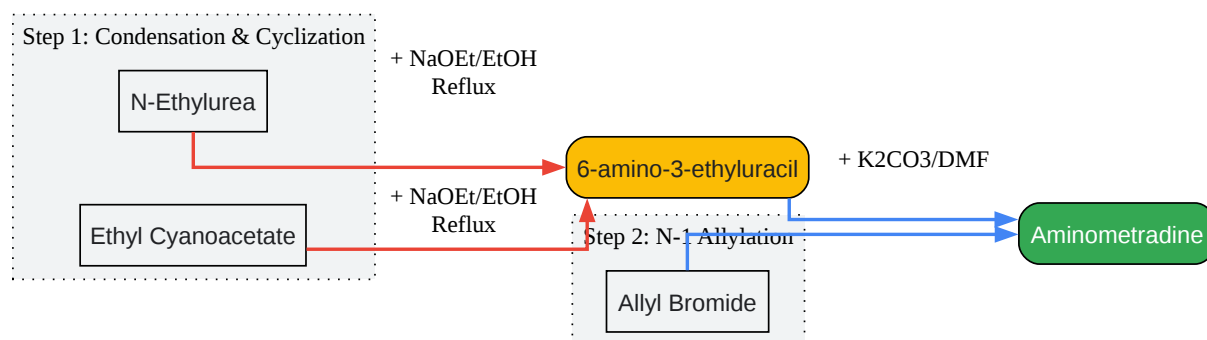 Step 1: Condensation & Cyclization
+ NaOEt/EtOH
Reflux
N-Ethylurea
6-amino-3-ethyluracil
+ K2CO3/DMF
+ NaOEt/EtOH
Reflux
Ethyl Cyanoacetate
Step 2: N-1 Allylation
Aminometradine
Allyl Bromide